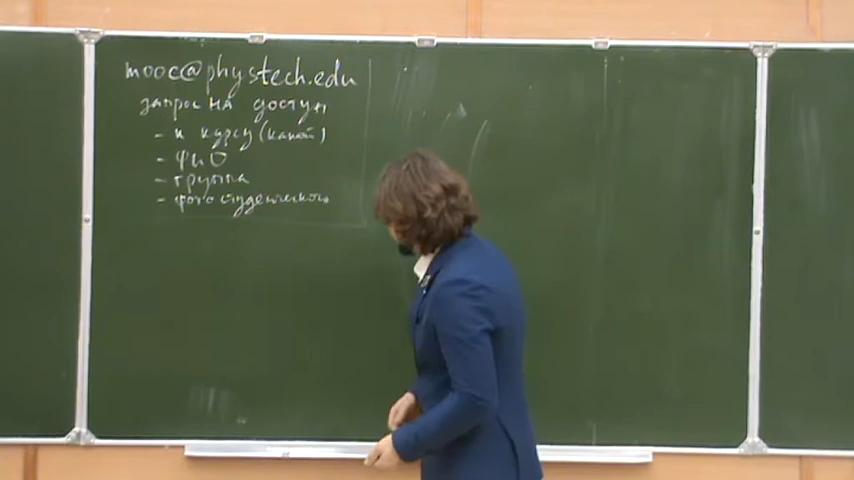 mooc@phystech.edu
запрос на доступ
- к курсу (какой)
- ФИО
- группа
- фото студенческого